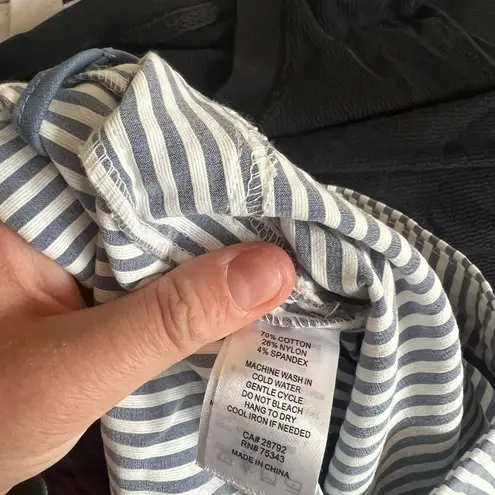 70% COTTON
26% NYLON
4% SPANDEX
MACHINE WASH IN
COLD WATER
GENTLE CYCLE
DO NOT BLEACH
HANG TO DRY
COOL IRON IF NEEDED
CA# 28792
RN# 75343
MADE IN CHINA